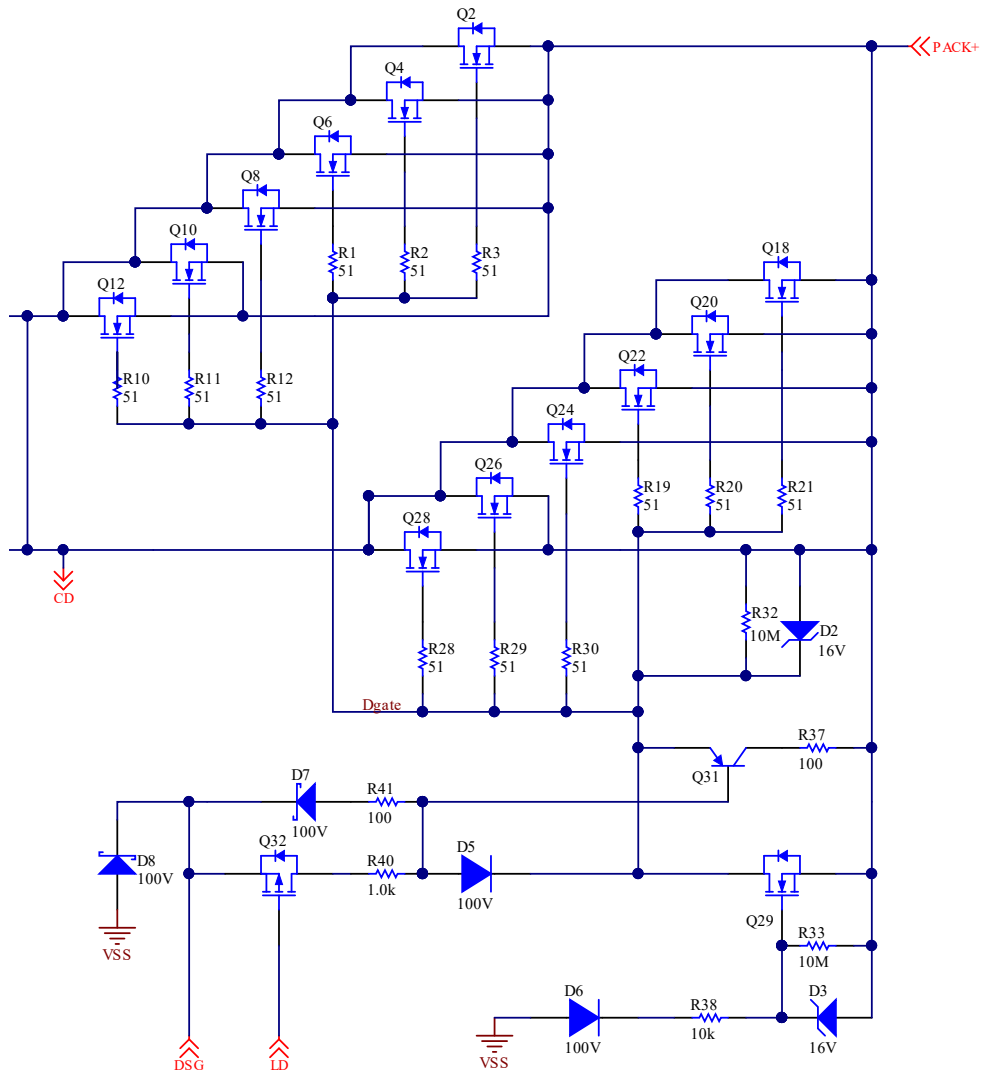 Q2
PACK+
Q4
Q6
Q8
Q10
R1
51
R2
51
R3
51
Q18
Q12
Q20
Q22
R10
51
R11
51
R12
51
Q24
Q26
R19
51
R20
51
R21
51
Q28
CD
R32
10M
D2
16V
R28
51
R29
51
R30
51
Dgate
R37
100
Q31
D7
100V
R41
100
Q32
D8
100V
R40
1.0k
D5
100V
Q29
VSS
R33
10M
D6
100V
R38
10k
D3
16V
VSS
DSG
LD